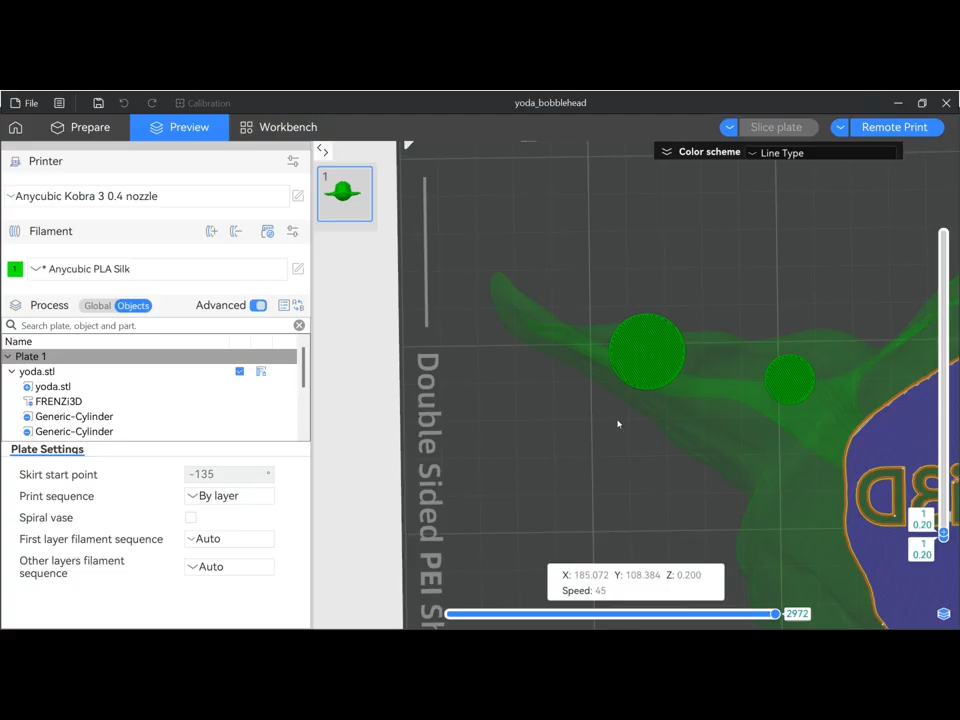 File
Calibration
yoda_bobblehead
Prepare
Preview
Workbench
Slice plate
Remote Print
Printer
1
Color scheme
Line Type
Anycubic Kobra 3 0.4 nozzle
Filament
1
* Anycubic PLA Silk
Process
Global
Objects
Advanced
Search plate, object and part.
Name
Plate 1
yoda.stl
yoda.stl
FRENZi3D
Generic-Cylinder
Generic-Cylinder
Plate Settings
Skirt start point
-135
°
Print sequence
By layer
Spiral vase
First layer filament sequence
Auto
Other layers filament
sequence
Auto
Double Sided PEI Sh
i3D
1
0.20
1
0.20
X: 185.072 Y: 108.384 Z: 0.200
Speed: 45
2972